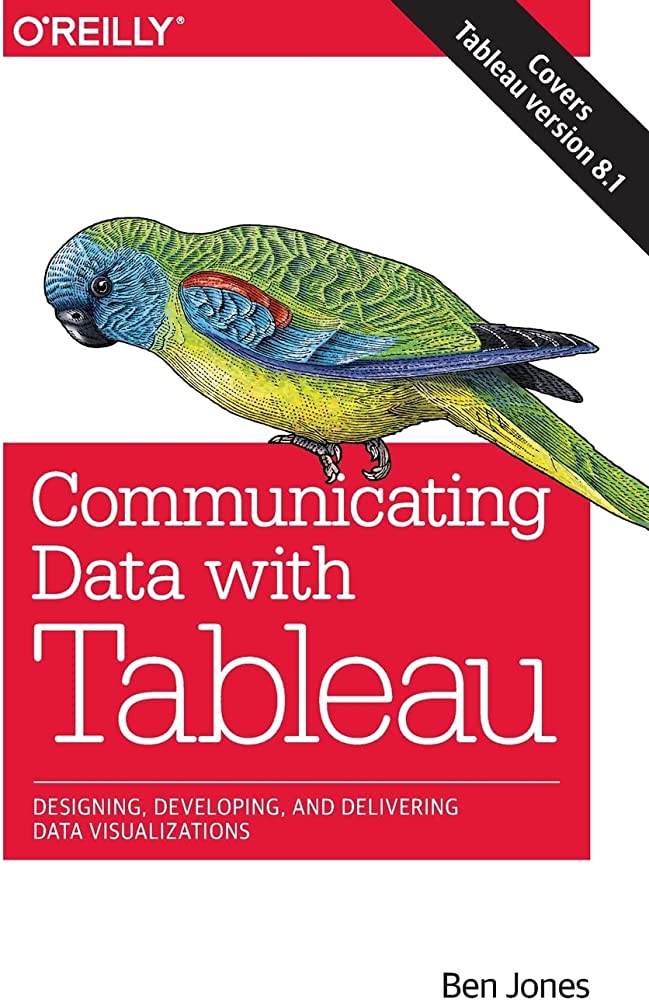 O'REILLY®
Covers
Tableau version 8.1
Communicating
Data with
Tableau
DESIGNING, DEVELOPING, AND DELIVERING
DATA VISUALIZATIONS
Ben Jones